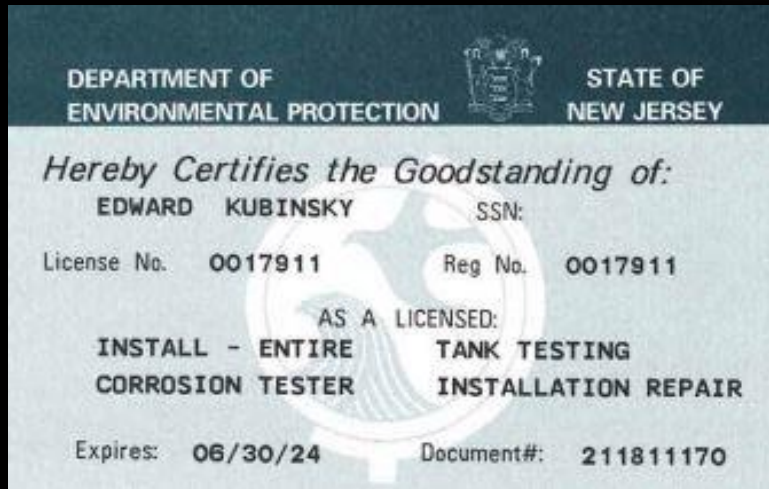 DEPARTMENT OF
ENVIRONMENTAL PROTECTION
STATE OF
NEW JERSEY
Hereby Certifies the Goodstanding of:
EDWARD KUBINSKY SSN:
License No. 0017911 Reg No. 0017911
AS A LICENSED:
INSTALL - ENTIRE TANK TESTING
CORROSION TESTER INSTALLATION REPAIR
Expires: 06/30/24 Document#: 211811170